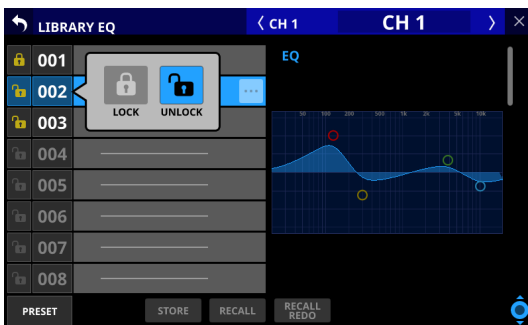 LIBRARY EQ
CH 1
CH 1
001
002
003
004
005
006
007
008
LOCK UNLOCK
EQ
50 100 200 500 1k 2k 5k 10k
PRESET
STORE
RECALL
RECALL
REDO